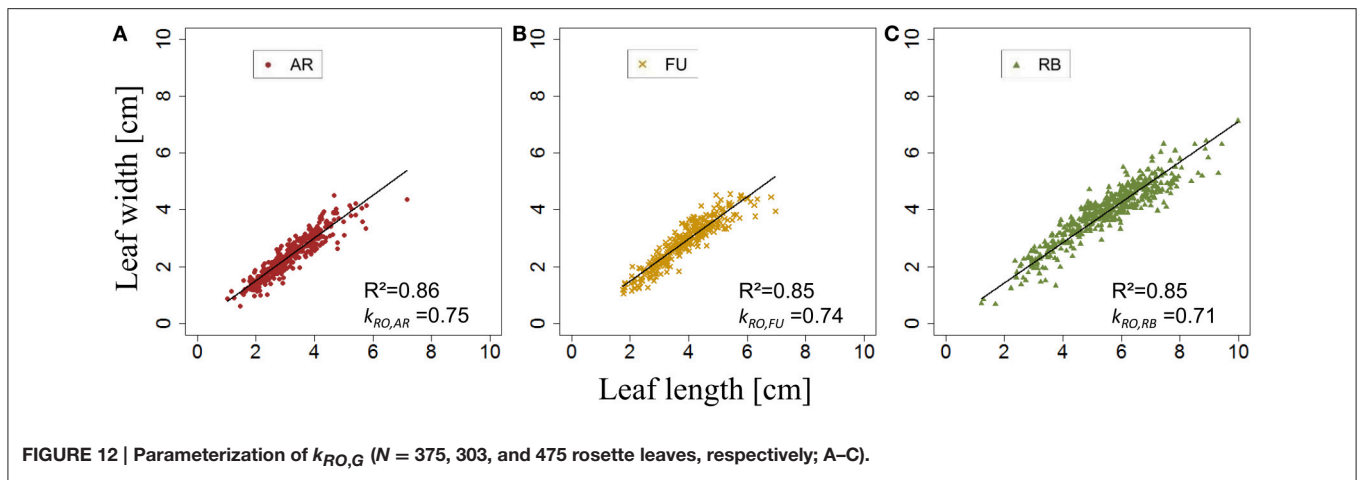 A
B
C
AR
FU
RB
10
8
6
4
2
0
R²=0.86
k_RO,AR =0.75
0 2 4 6 8 10
10
8
6
4
2
0
R²=0.85
k_RO,FU =0.74
0 2 4 6 8 10
10
8
6
4
2
0
R²=0.85
k_RO,RB =0.71
0 2 4 6 8 10
Leaf width [cm]
Leaf length [cm]
FIGURE 12 | Parameterization of k_RO,G (N = 375, 303, and 475 rosette leaves, respectively; A–C).